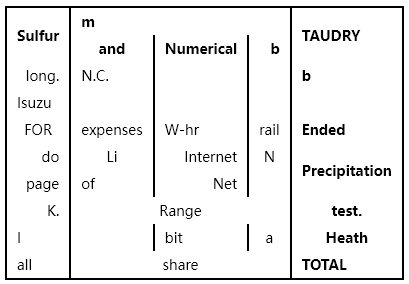 Sulfur m TAUDRY
and Numerical b
long. N.C. b
Isuzu
FOR expenses W-hr rail Ended
do Li Internet N Precipitation
page of Net
K. Range test.
l bit a Heath
all share TOTAL